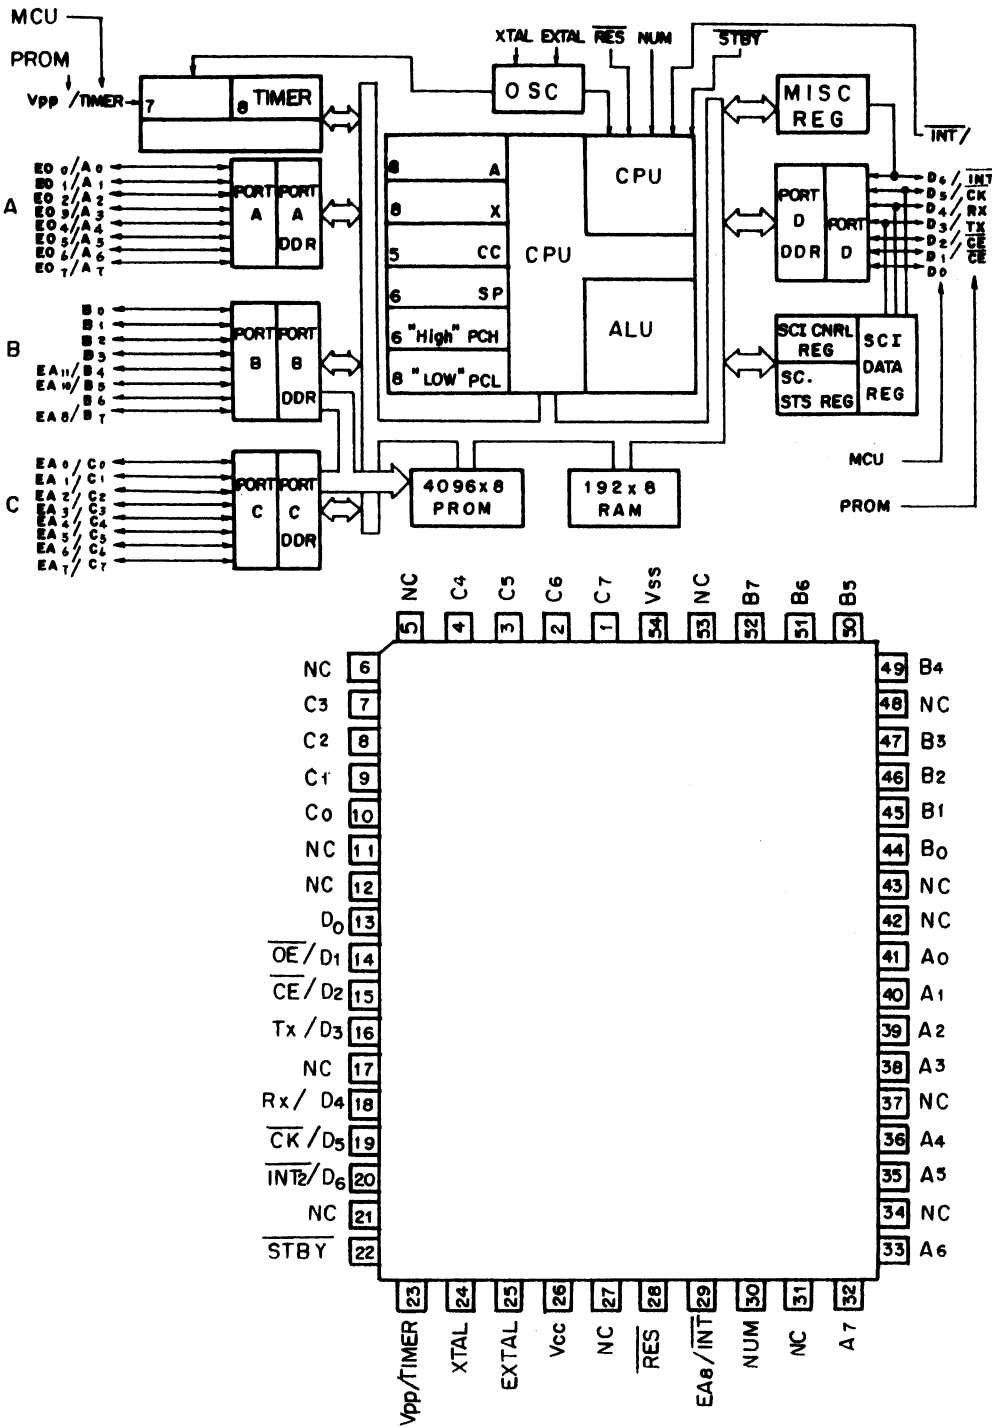 MCU
PROM
Vpp /TIMER
7
8 TIMER
XTAL EXTAL RES NUM STBY
OSC
MISC REG
INT/
A
EO0/A0
EO1/A1
EO2/A2
EO3/A3
EO4/A4
EO5/A5
EO6/A6
EO7/A7
PORT A
PORT A DDR
8 A
8 X
5 CC
6 SP
6 "High" PCH
8 "LOW" PCL
CPU
CPU
ALU
PORT D DDR
PORT D
D6/INT
D5/CK
D4/RX
D3/TX
D2/CE
D1/CE
D0
B
B0
B1
B2
B3
EA11/B4
EA10/B5
B6
EA8/B7
PORT B
PORT B DDR
SCI CNRL REG
SC. STS REG
SCI DATA REG
MCU
PROM
C
EA0/C0
EA1/C1
EA2/C2
EA3/C3
EA4/C4
EA5/C5
EA6/C6
EA7/C7
PORT C
PORT C DDR
4096x8 PROM
192x8 RAM
NC C4 C5 C6 C7 Vss NC B7 B6 B5
5 4 3 2 1 54 53 52 51 50
NC 6
C3 7
C2 8
C1 9
C0 10
NC 11
NC 12
D0 13
OE/D1 14
CE/D2 15
Tx/D3 16
NC 17
Rx/ D4 18
CK/D5 19
INT2/D6 20
NC 21
STBY 22
49 B4
48 NC
47 B3
46 B2
45 B1
44 B0
43 NC
42 NC
41 A0
40 A1
39 A2
38 A3
37 NC
36 A4
35 A5
34 NC
33 A6
23 24 25 26 27 28 29 30 31 32
Vpp/TIMER XTAL EXTAL Vcc NC RES EA8/INT NUM NC A7